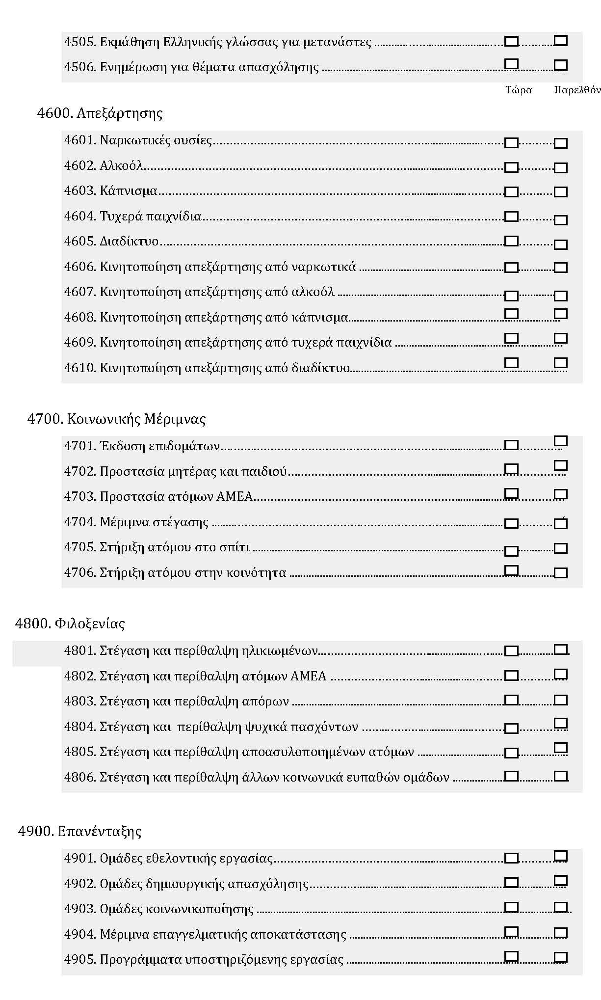 4505. Εκμάθηση Ελληνικής γλώσσας για μετανάστες
4506. Ενημέρωση για θέματα απασχόλησης
Τώρα Παρελθόν
4600. Απεξάρτησης
4601. Ναρκωτικές ουσίες
4602. Αλκοόλ
4603. Κάπνισμα
4604. Τυχερά παιχνίδια
4605. Διαδίκτυο
4606. Κινητοποίηση απεξάρτησης από ναρκωτικά
4607. Κινητοποίηση απεξάρτησης από αλκοόλ
4608. Κινητοποίηση απεξάρτησης από κάπνισμα
4609. Κινητοποίηση απεξάρτησης από τυχερά παιχνίδια
4610. Κινητοποίηση απεξάρτησης από διαδίκτυο
4700. Κοινωνικής Μέριμνας
4701. Έκδοση επιδομάτων
4702. Προστασία μητέρας και παιδιού
4703. Προστασία ατόμων ΑΜΕΑ
4704. Μέριμνα στέγασης
4705. Στήριξη ατόμου στο σπίτι
4706. Στήριξη ατόμου στην κοινότητα
4800. Φιλοξενίας
4801. Στέγαση και περίθαλψη ηλικιωμένων
4802. Στέγαση και περίθαλψη ατόμων ΑΜΕΑ
4803. Στέγαση και περίθαλψη απόρων
4804. Στέγαση και περίθαλψη ψυχικά πασχόντων
4805. Στέγαση και περίθαλψη αποασυλοποιημένων ατόμων
4806. Στέγαση και περίθαλψη άλλων κοινωνικά ευπαθών ομάδων
4900. Επανένταξης
4901. Ομάδες εθελοντικής εργασίας
4902. Ομάδες δημιουργικής απασχόλησης
4903. Ομάδες κοινωνικοποίησης
4904. Μέριμνα επαγγελματικής αποκατάστασης
4905. Προγράμματα υποστηριζόμενης εργασίας